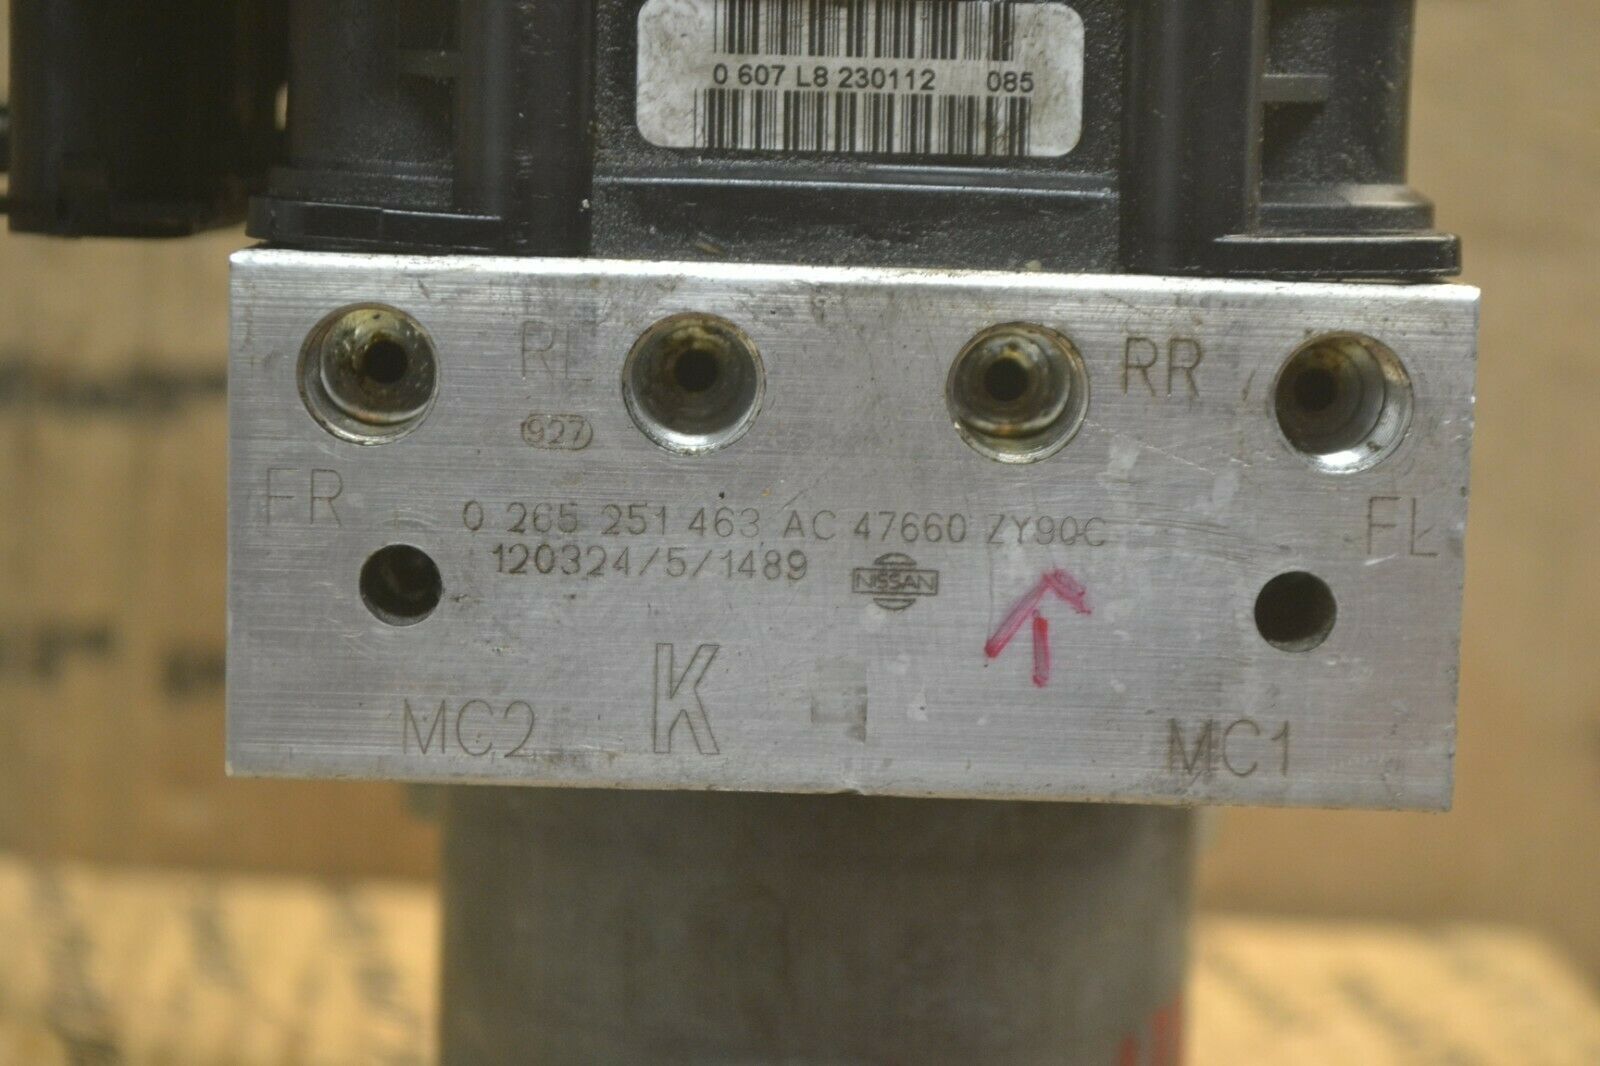 0 607 L8 230112 085
RL RR
927
FR FL
0 265 251 463 AC 47660 ZY90C
120324/5/1489 NISSAN
K
MC2 MC1